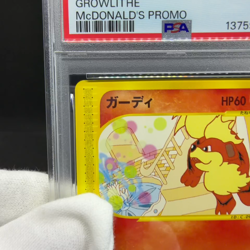 GROWLITHE
McDONALD'S PROMO
PSA 1375
ガーディ HP60